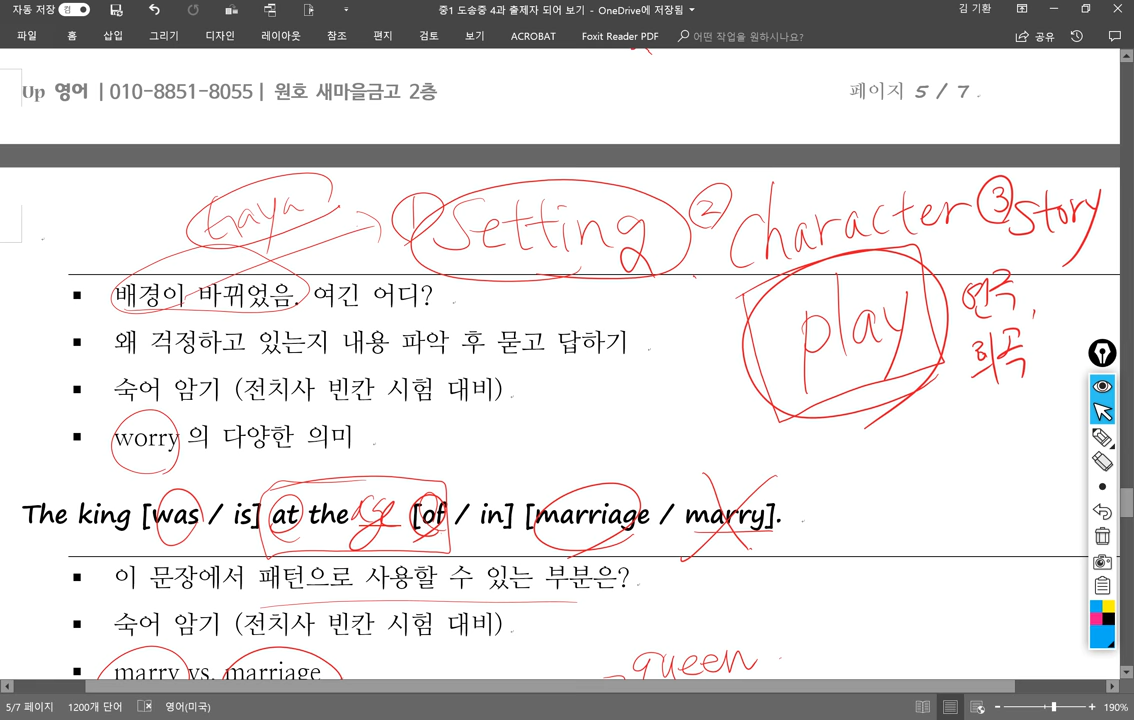 자동 저장 컴 중1 도송중 4과 출제자 되어 보기 - OneDrive에 저장됨 김 기환
파일 홈 삽입 그리기 디자인 레이아웃 참조 편지 검토 보기 ACROBAT Foxit Reader PDF 어떤 작업을 원하시나요? 공유
Up 영어 | 010-8851-8055 | 원호 새마을금고 2층 페이지 5 / 7
Gaya ① Setting ② Character ③ Story
■ 배경이 바뀌었음. 여긴 어디?
play 연극, 희곡
■ 왜 걱정하고 있는지 내용 파악 후 묻고 답하기
■ 숙어 암기 (전치사 빈칸 시험 대비)
■ worry 의 다양한 의미
The king [was / is] at the age [of / in] [marriage / marry].
■ 이 문장에서 패턴으로 사용할 수 있는 부분은?
■ 숙어 암기 (전치사 빈칸 시험 대비)
■ marry vs. marriage
- queen
5/7 페이지 1200개 단어 영어(미국) 190%